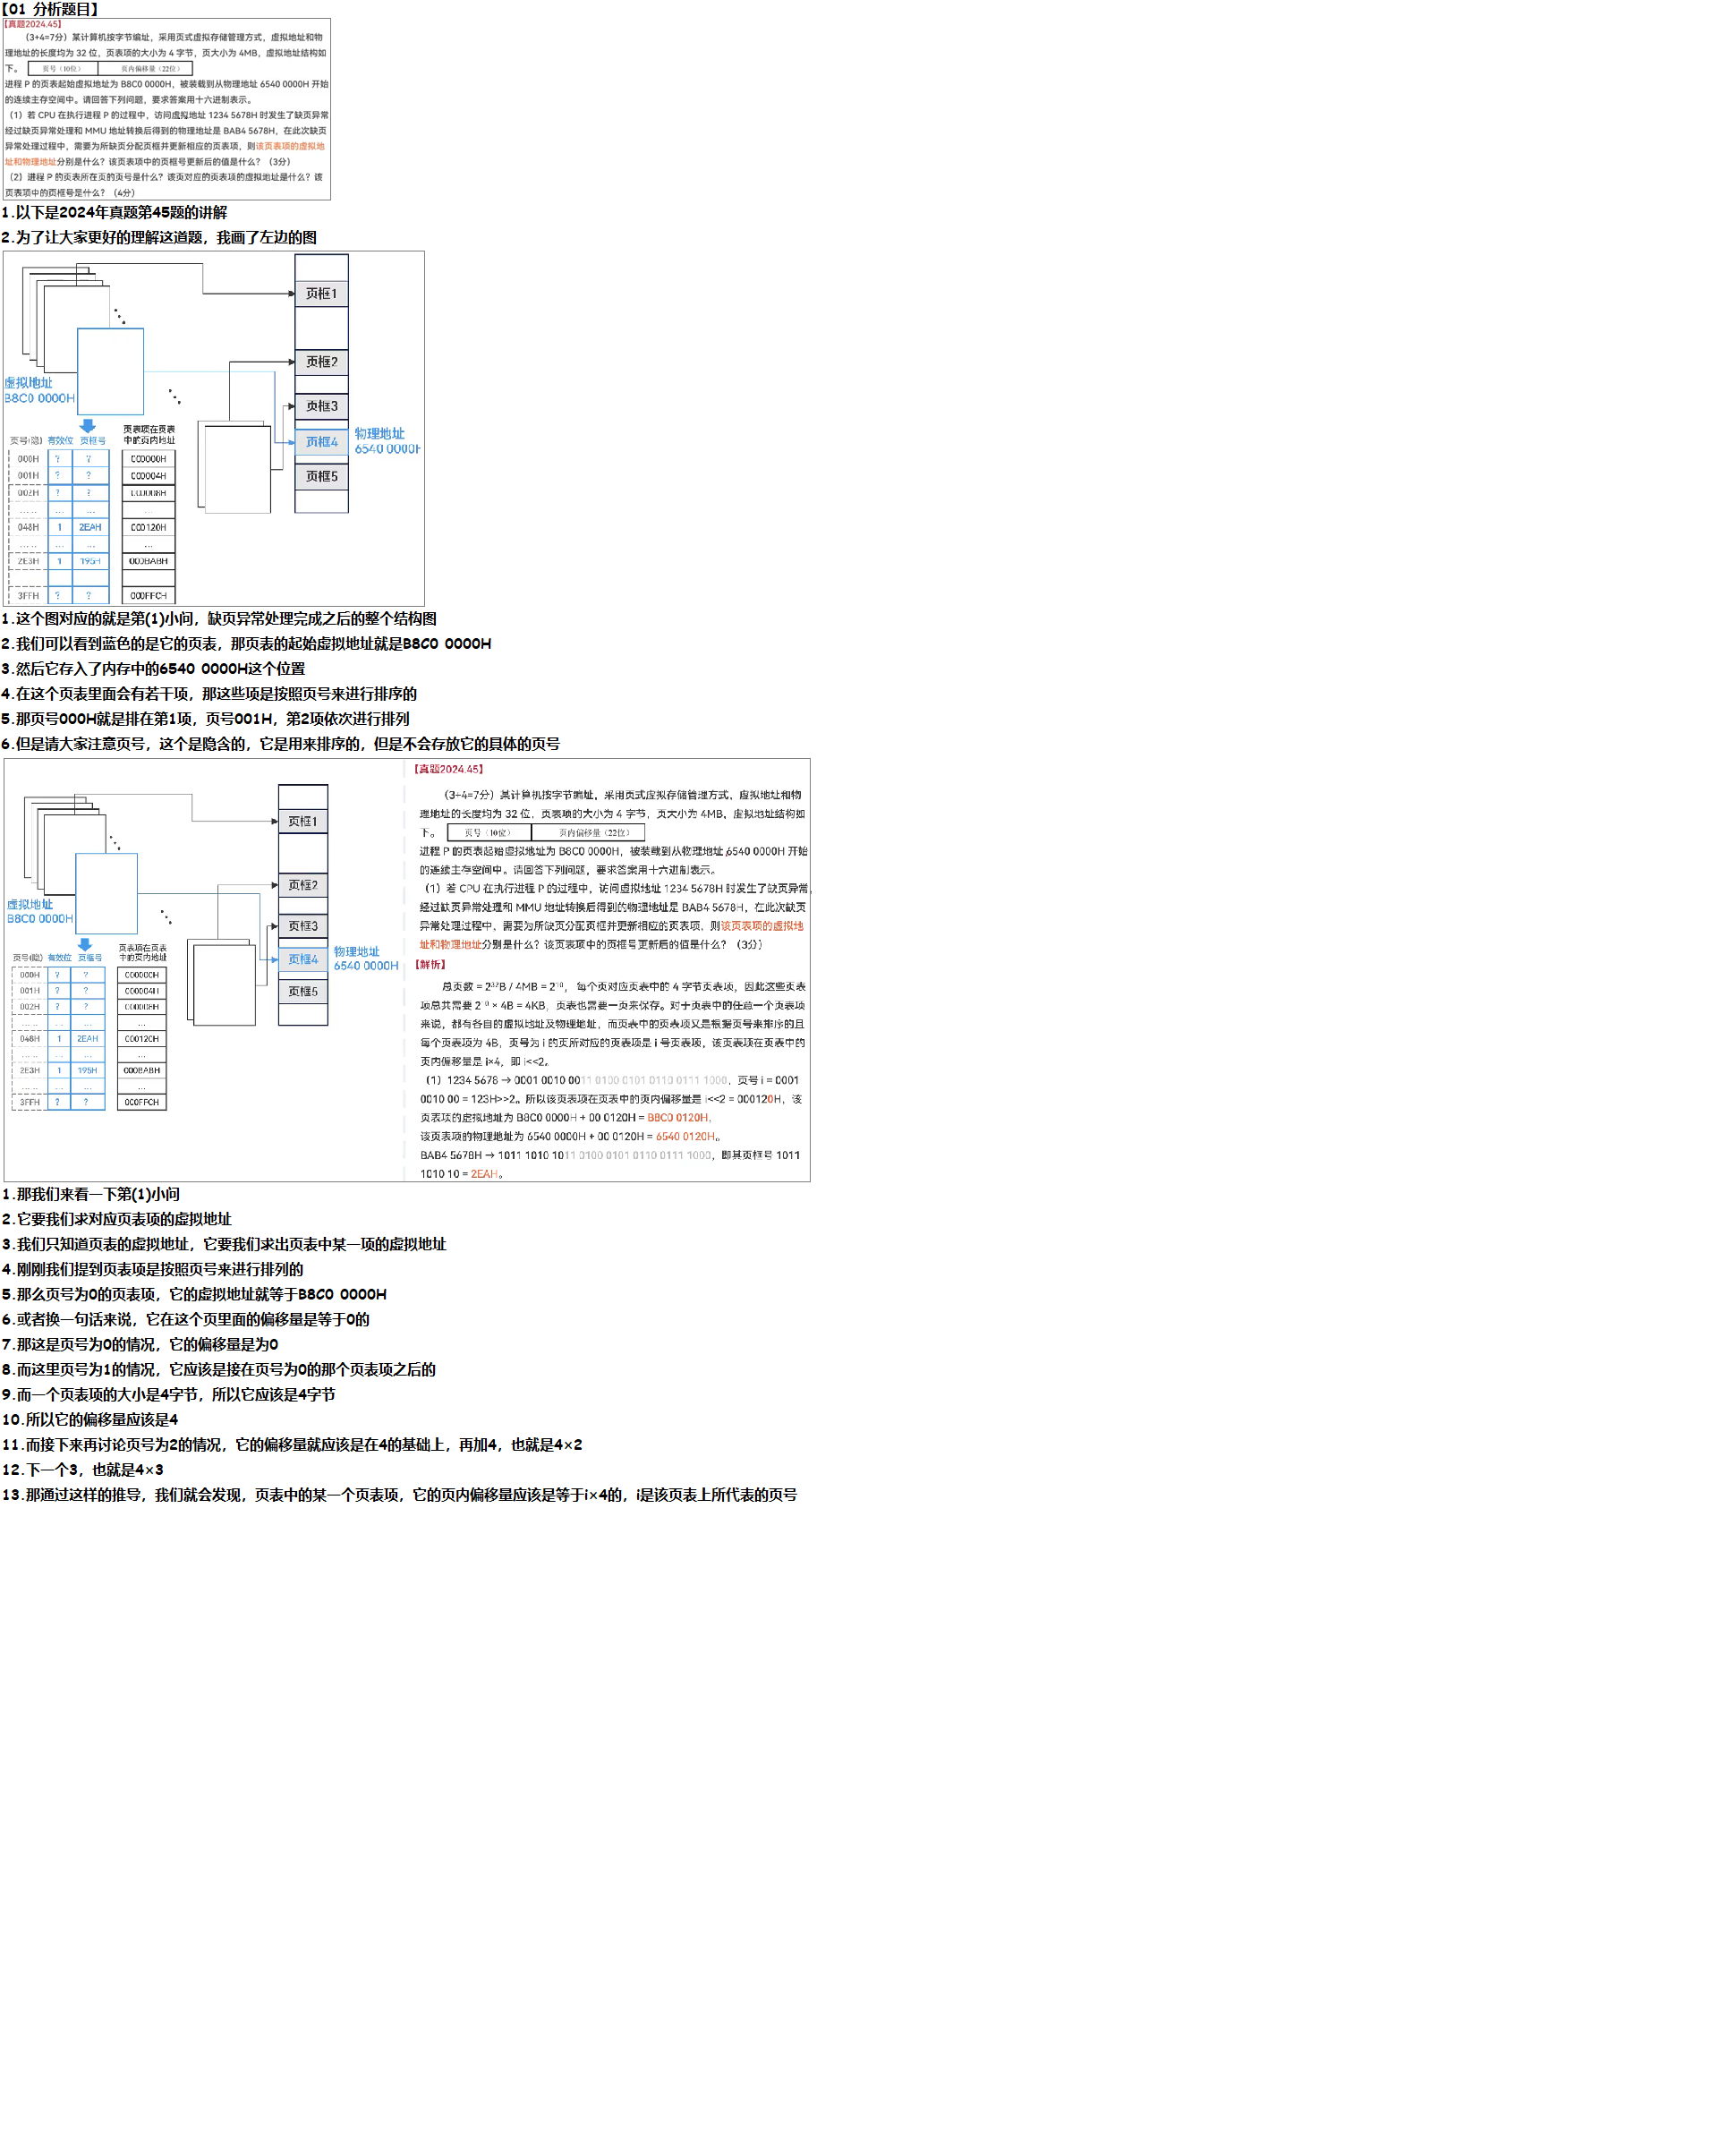 【01 分析题目】
【真题2024.45】
（3+4=7分）某计算机按字节编址，采用页式虚拟存储管理方式，虚拟地址和物
理地址的长度均为 32 位，页表项的大小为 4 字节，页大小为 4MB，虚拟地址结构如
下。 页号（10位） 页内偏移量（22位）
进程 P 的页表起始虚拟地址为 B8C0 0000H，被装载到从物理地址 6540 0000H 开始
的连续主存空间中。请回答下列问题，要求答案用十六进制表示。
（1）若 CPU 在执行进程 P 的过程中，访问虚拟地址 1234 5678H 时发生了缺页异常
经过缺页异常处理和 MMU 地址转换后得到的物理地址是 BAB4 5678H，在此次缺页
异常处理过程中，需要为所缺页分配页框并更新相应的页表项，则该页表项的虚拟地
址和物理地址分别是什么？该页表项中的页框号更新后的值是什么？（3分）
（2）进程 P 的页表所在页的页号是什么？该页对应的页表项的虚拟地址是什么？该
页表项中的页框号是什么？（4分）
1.以下是2024年真题第45题的讲解
2.为了让大家更好的理解这道题，我画了左边的图
页框1
页框2
虚拟地址
B8C0 0000H
页框3
页框4 物理地址
6540 0000H
页框5
页号(隐) 有效位 页框号 页表项在页表
中的页内地址
000H ? ? 000000H
001H ? ? 000004H
002H ? ? 000008H
…… … … …
048H 1 2EAH 000120H
…… … … …
2E3H 1 195H 000BABH
3FFH ? ? 000FFCH
1.这个图对应的就是第(1)小问，缺页异常处理完成之后的整个结构图
2.我们可以看到蓝色的是它的页表，那页表的起始虚拟地址就是B8C0 0000H
3.然后它存入了内存中的6540 0000H这个位置
4.在这个页表里面会有若干项，那这些项是按照页号来进行排序的
5.那页号000H就是排在第1项，页号001H，第2项依次进行排列
6.但是请大家注意页号，这个是隐含的，它是用来排序的，但是不会存放它的具体的页号
页框1
页框2
虚拟地址
B8C0 0000H
页框3
页框4 物理地址
6540 0000H
页框5
页号(隐) 有效位 页框号 页表项在页表
中的页内地址
000H ? ? 000000H
001H ? ? 000004H
002H ? ? 000008H
…… … … …
048H 1 2EAH 000120H
…… … … …
2E3H 1 195H 000BABH
…… … … …
3FFH ? ? 000FFCH
【真题2024.45】
（3+4=7分）某计算机按字节编址，采用页式虚拟存储管理方式，虚拟地址和物
理地址的长度均为 32 位，页表项的大小为 4 字节，页大小为 4MB，虚拟地址结构如
下。 页号（10位） 页内偏移量（22位）
进程 P 的页表起始虚拟地址为 B8C0 0000H，被装载到从物理地址 6540 0000H 开始
的连续主存空间中。请回答下列问题，要求答案用十六进制表示。
（1）若 CPU 在执行进程 P 的过程中，访问虚拟地址 1234 5678H 时发生了缺页异常，
经过缺页异常处理和 MMU 地址转换后得到的物理地址是 BAB4 5678H，在此次缺页
异常处理过程中，需要为所缺页分配页框并更新相应的页表项，则该页表项的虚拟地
址和物理地址分别是什么？该页表项中的页框号更新后的值是什么？（3分）
【解析】
总页数 = 2³²B / 4MB = 2¹⁰， 每个页对应页表中的 4 字节页表项，因此这些页表
项总共需要 2¹⁰ × 4B = 4KB，页表也需要一页来保存。对于页表中的任意一个页表项
来说，都有各自的虚拟地址及物理地址，而页表中的页表项又是根据页号来排序的且
每个页表项为 4B，页号为 i 的页所对应的页表项是 i 号页表项，该页表项在页表中的
页内偏移量是 i×4，即 i<<2。
（1）1234 5678 → 0001 0010 0011 0100 0101 0110 0111 1000，页号 i = 0001
0010 00 = 123H>>2。所以该页表项在页表中的页内偏移量是 i<<2 = 000120H，该
页表项的虚拟地址为 B8C0 0000H + 00 0120H = B8C0 0120H，
该页表项的物理地址为 6540 0000H + 00 0120H = 6540 0120H。
BAB4 5678H → 1011 1010 1011 0100 0101 0110 0111 1000，即其页框号 1011
1010 10 = 2EAH。
1.那我们来看一下第(1)小问
2.它要我们求对应页表项的虚拟地址
3.我们只知道页表的虚拟地址，它要我们求出页表中某一项的虚拟地址
4.刚刚我们提到页表项是按照页号来进行排列的
5.那么页号为0的页表项，它的虚拟地址就等于B8C0 0000H
6.或者换一句话来说，它在这个页里面的偏移量是等于0的
7.那这是页号为0的情况，它的偏移量是为0
8.而这里页号为1的情况，它应该是接在页号为0的那个页表项之后的
9.而一个页表项的大小是4字节，所以它应该是4字节
10.所以它的偏移量应该是4
11.而接下来再讨论页号为2的情况，它的偏移量就应该是在4的基础上，再加4，也就是4×2
12.下一个3，也就是4×3
13.那通过这样的推导，我们就会发现，页表中的某一个页表项，它的页内偏移量应该是等于i×4的，i是该页表上所代表的页号